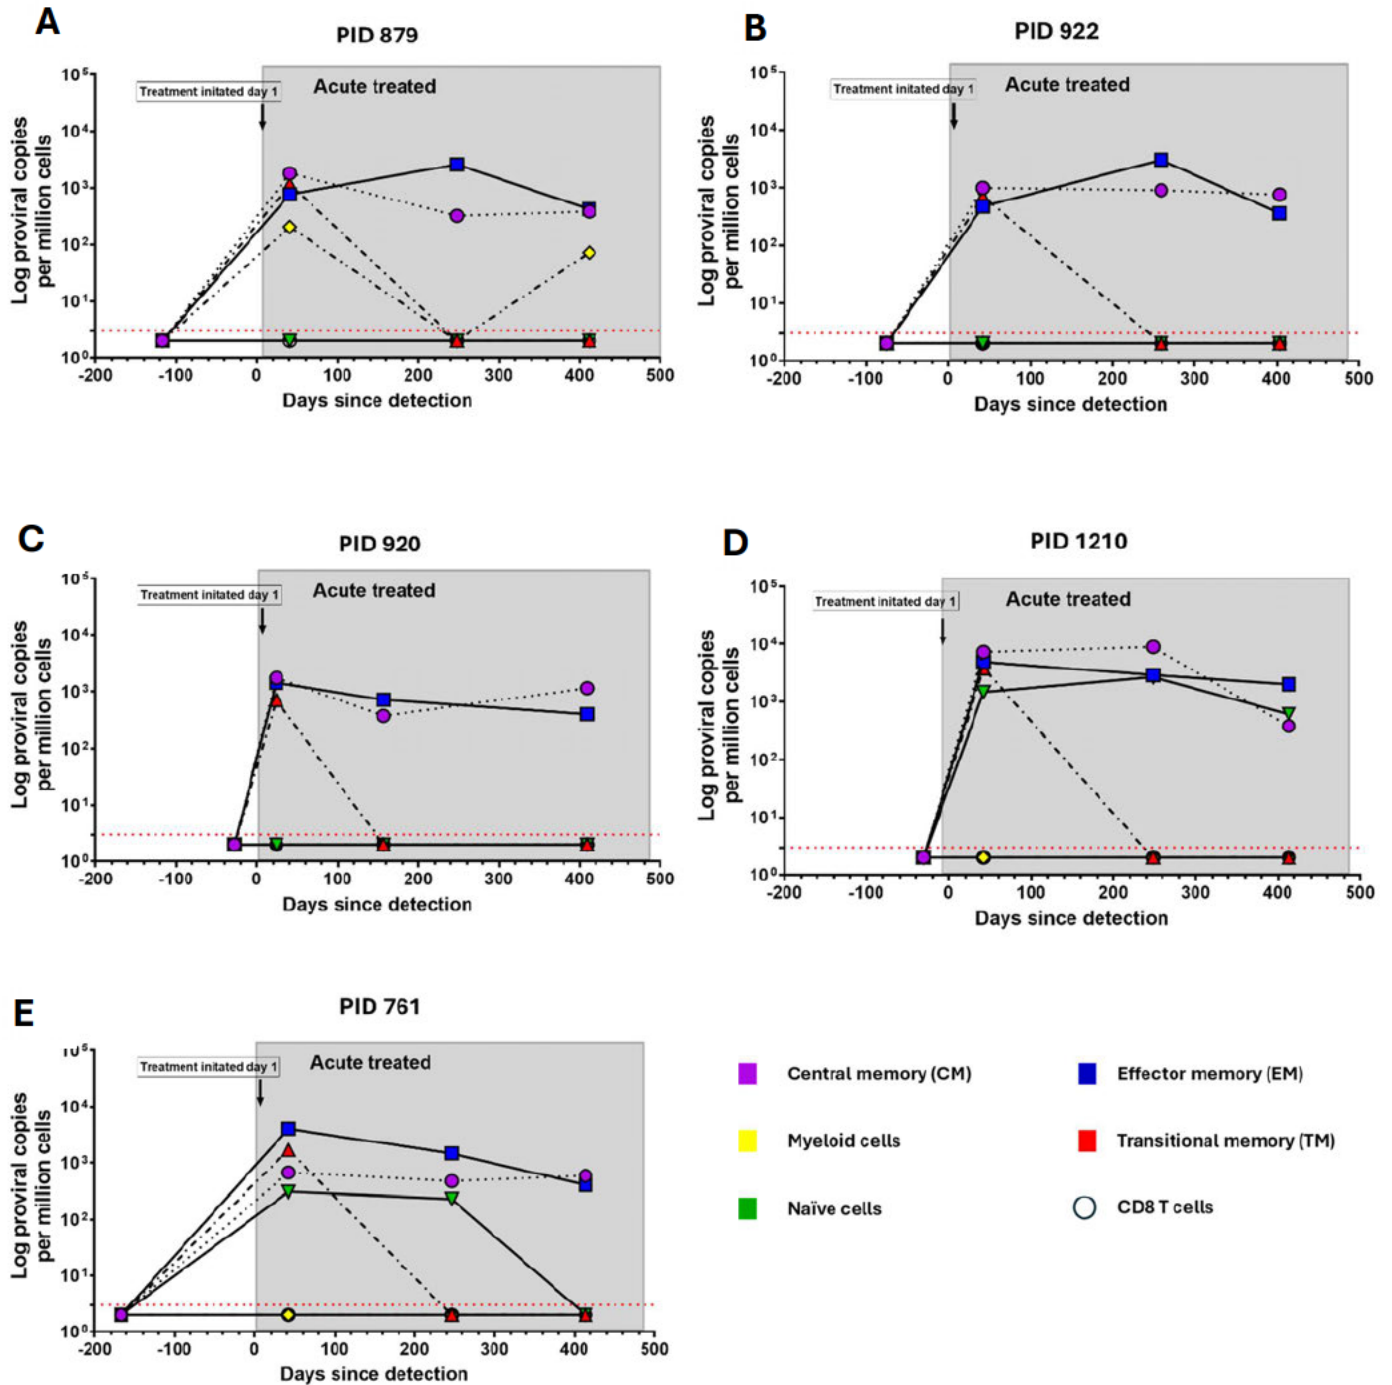 A
PID 879
Log proviral copies
per million cells
10⁵
10⁴
10³
10²
10¹
10⁰
Treatment initated day 1
Acute treated
-200 -100 0 100 200 300 400 500
Days since detection
B
PID 922
Log proviral copies
per million cells
10⁵
10⁴
10³
10²
10¹
10⁰
Treatment initated day 1
Acute treated
-200 -100 0 100 200 300 400 500
Days since detection
C
PID 920
Log proviral copies
per million cells
10⁵
10⁴
10³
10²
10¹
10⁰
Treatment initated day 1
Acute treated
-200 -100 0 100 200 300 400 500
Days since detection
D
PID 1210
Log proviral copies
per million cells
10⁵
10⁴
10³
10²
10¹
10⁰
Treatment initated day 1
Acute treated
-200 -100 0 100 200 300 400 500
Days since detection
E
PID 761
Log proviral copies
per million cells
10⁵
10⁴
10³
10²
10¹
10⁰
Treatment initated day 1
Acute treated
-200 -100 0 100 200 300 400 500
Days since detection
Central memory (CM)
Effector memory (EM)
Myeloid cells
Transitional memory (TM)
Naïve cells
CD8 T cells